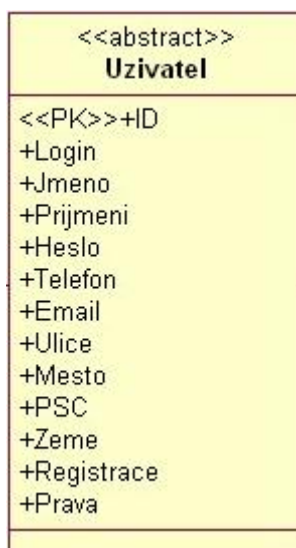 <<abstract>>
Uzivatel
<<PK>>+ID
+Login
+Jmeno
+Prijmeni
+Heslo
+Telefon
+Email
+Ulice
+Mesto
+PSC
+Zeme
+Registrace
+Prava